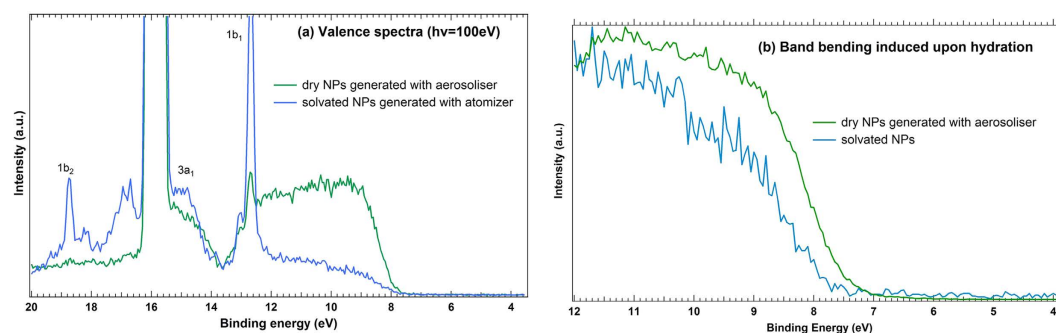 (a) Valence spectra (hν=100eV)
1b1
dry NPs generated with aerosoliser
solvated NPs generated with atomizer
1b2
3a1
Intensity (a.u.)
20 18 16 14 12 10 8 6 4
Binding energy (eV)
(b) Band bending induced upon hydration
dry NPs generated with aerosoliser
solvated NPs
Intensity (a.u.)
12 11 10 9 8 7 6 5 4
Binding Energy (eV)